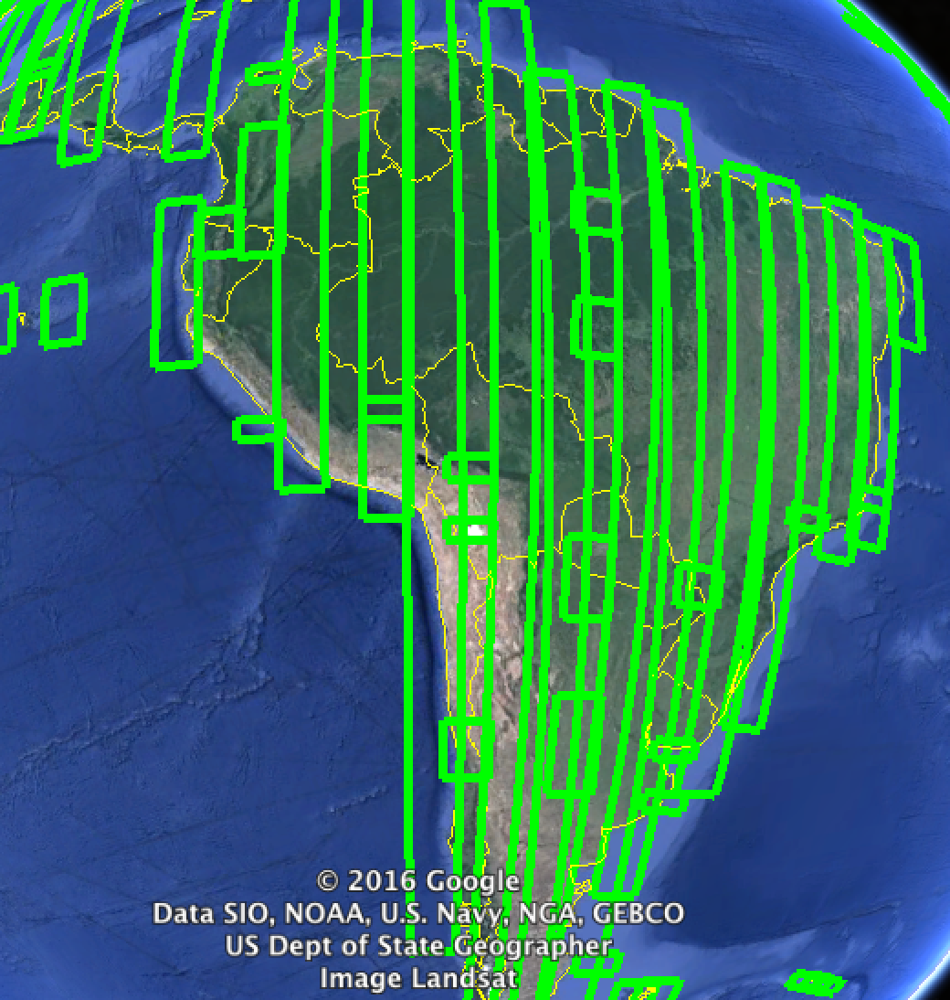 © 2016 Google
Data SIO, NOAA, U.S. Navy, NGA, GEBCO
US Dept of State Geographer
Image Landsat